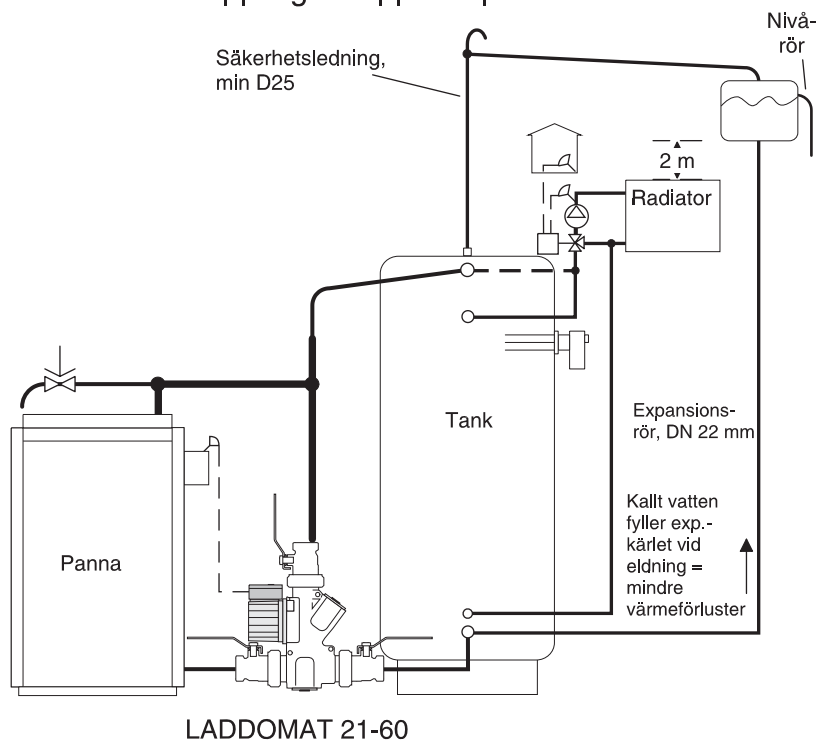 Nivå-
rör
Säkerhetsledning,
min D25
2 m
Radiator
Tank
Expansions-
rör, DN 22 mm
Kallt vatten
fyller exp.-
kärlet vid
eldning =
mindre
värmeförluster
Panna
LADDOMAT 21-60